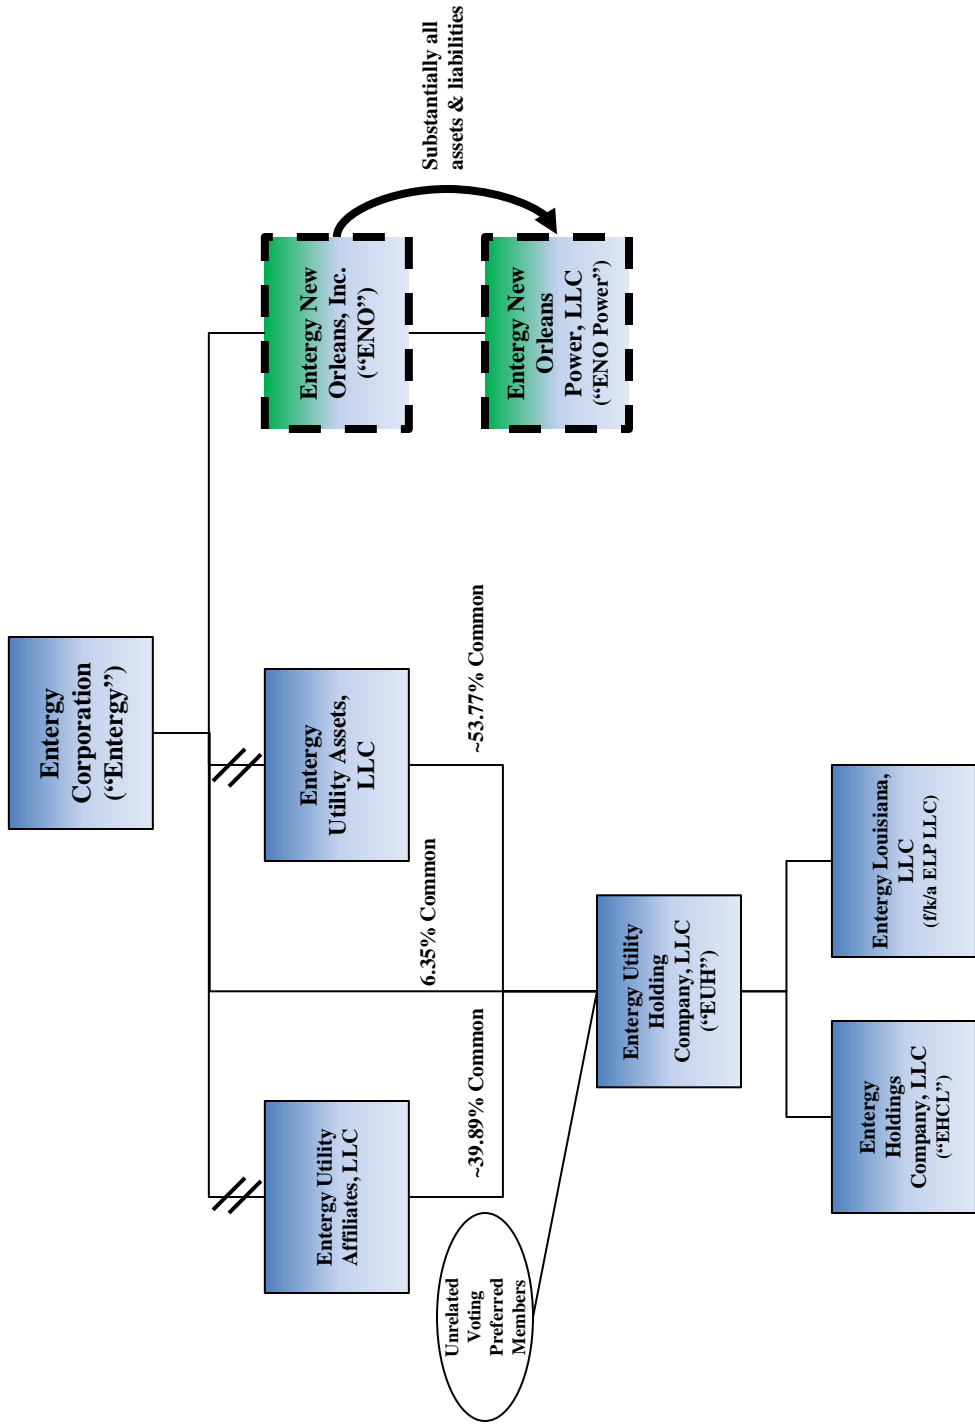 Entergy
Corporation
(“Entergy”)
Entergy Utility
Affiliates, LLC
Entergy
Utility Assets,
LLC
Entergy New
Orleans, Inc.
(“ENO”)
Substantially all
assets & liabilities
Unrelated
Voting
Preferred
Members
~39.89% Common
6.35% Common
~53.77% Common
Entergy New
Orleans
Power, LLC
(“ENO Power”)
Entergy Utility
Holding
Company, LLC
(“EUH”)
Entergy
Holdings
Company, LLC
(“EHCL”)
Entergy Louisiana,
LLC
(f/k/a ELP LLC)